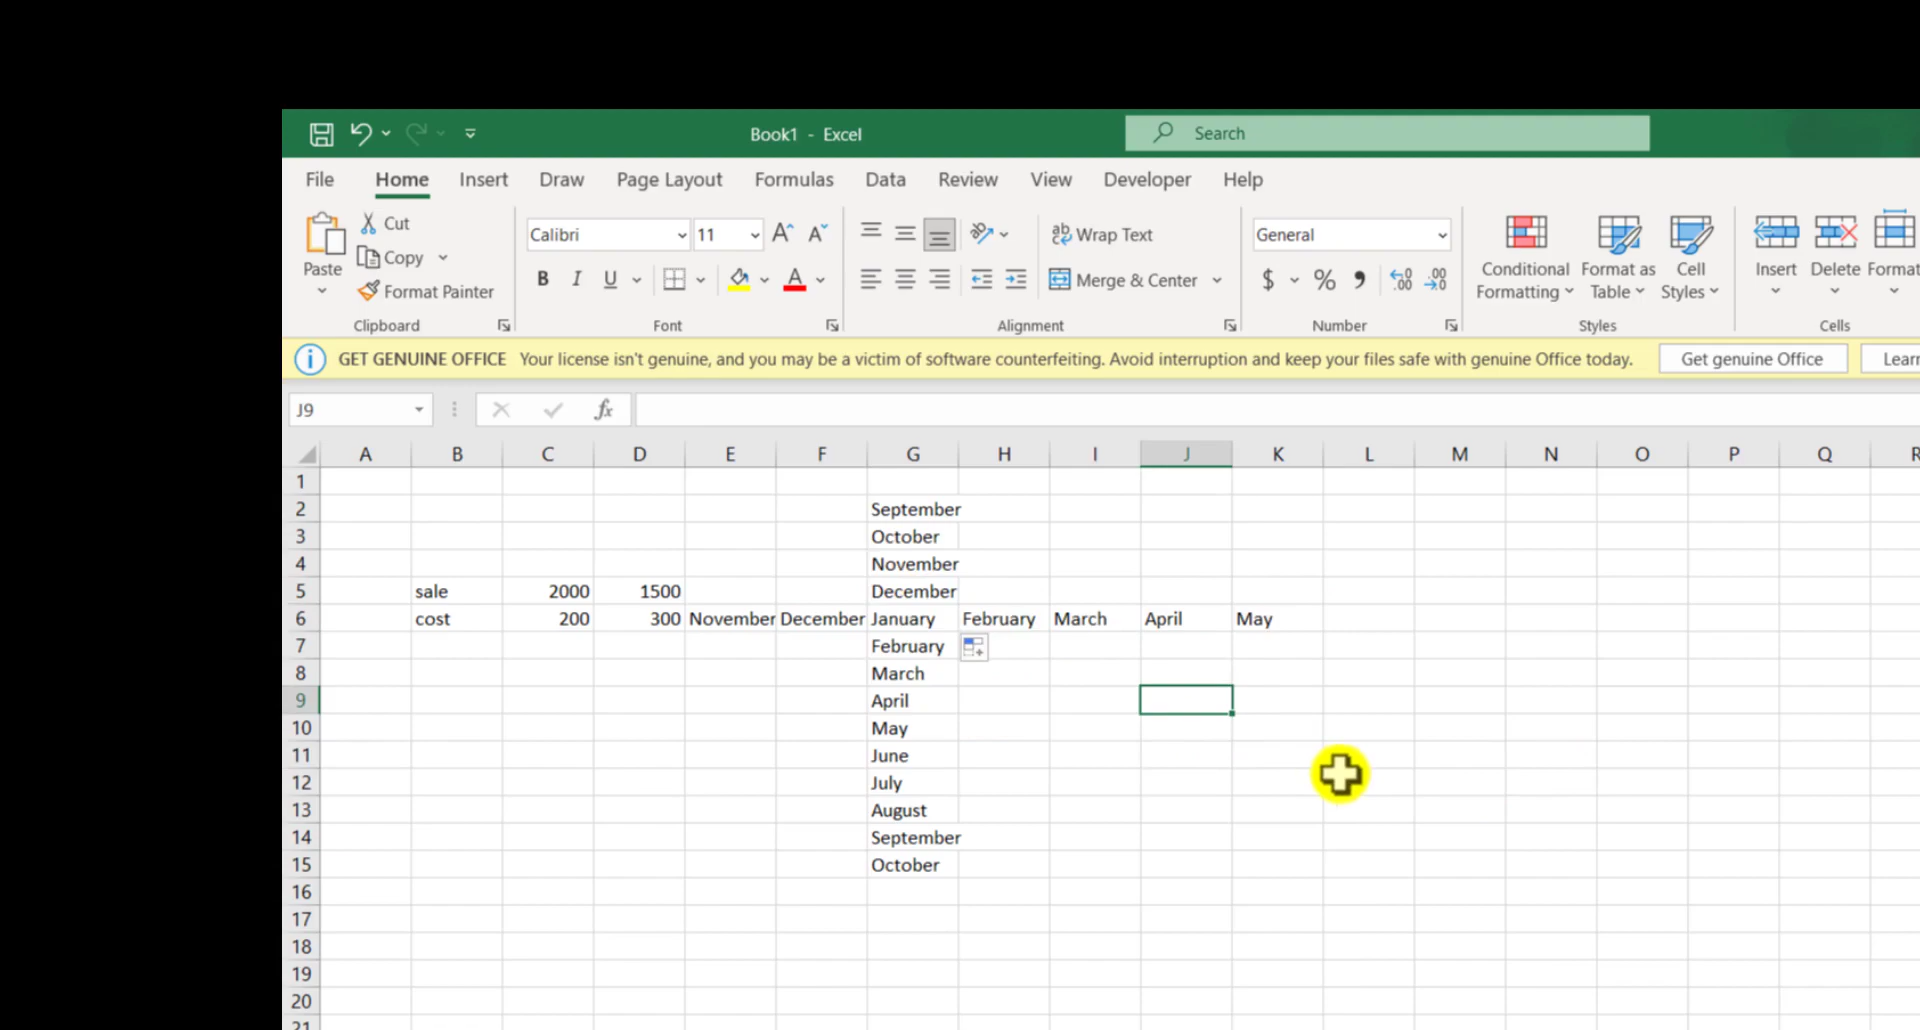 Book1 - Excel
Search
File Home Insert Draw Page Layout Formulas Data Review View Developer Help
Paste
Cut
Copy
Format Painter
Clipboard
Calibri 11
B I U
Font
Wrap Text
Merge & Center
Alignment
General
$ % 9
Number
Conditional Formatting
Format as Table
Cell Styles
Styles
Insert Delete Format
Cells
GET GENUINE OFFICE Your license isn't genuine, and you may be a victim of software counterfeiting. Avoid interruption and keep your files safe with genuine Office today. Get genuine Office
J9 fx
A B C D E F G H I J K L M N O P Q R
1
2 September
3 October
4 November
5 sale 2000 1500 December
6 cost 200 300 November December January February March April May
7 February
8 March
9 April
10 May
11 June
12 July
13 August
14 September
15 October
16
17
18
19
20
21